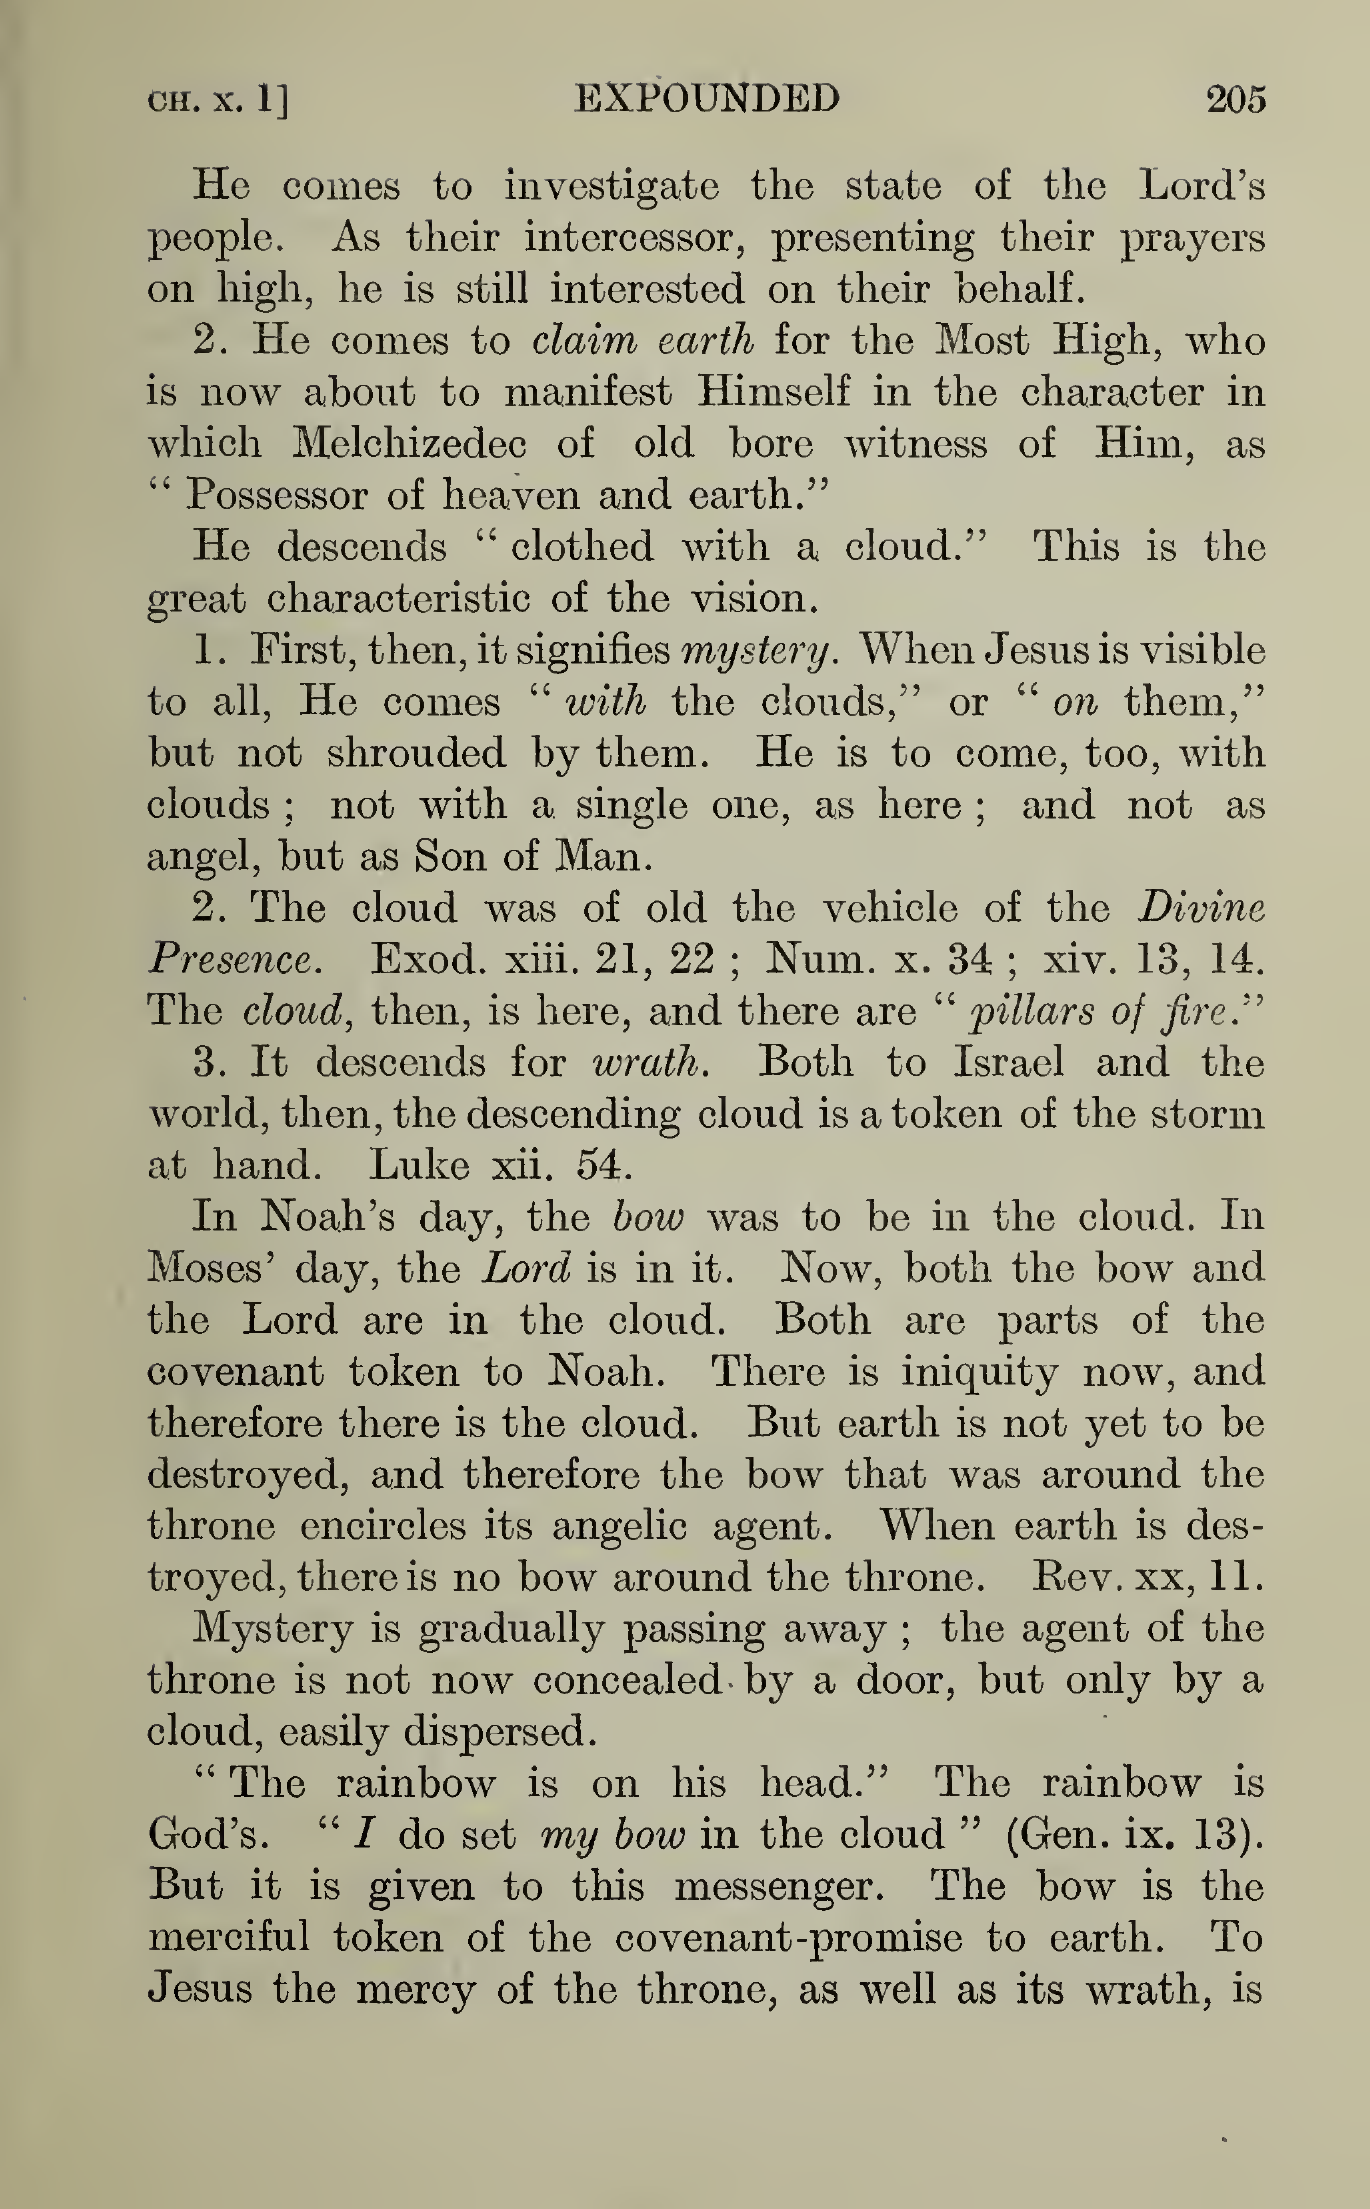 CH. X. 1] EXPOUNDED 205
He comes to investigate the state of the Lord's
people. As their intercessor, presenting their prayers
on high, he is still interested on their behalf.
2. He comes to claim earth for the Most High, who
is now about to manifest Himself in the character in
which Melchizedec of old bore witness of Him, as
“ Possessor of heaven and earth.”
He descends “ clothed with a cloud.” This is the
great characteristic of the vision.
1. First, then, it signifies mystery. When Jesus is visible
to all, He comes “ with the clouds,” or “ on them,”
but not shrouded by them. He is to come, too, with
clouds ; not with a single one, as here ; and not as
angel, but as Son of Man.
2. The cloud was of old the vehicle of the Divine
Presence. Exod. xiii. 21, 22 ; Num. x. 34 ; xiv. 13, 14.
The cloud, then, is here, and there are “ pillars of fire.”
3. It descends for wrath. Both to Israel and the
world, then, the descending cloud is a token of the storm
at hand. Luke xii. 54.
In Noah's day, the bow was to be in the cloud. In
Moses' day, the Lord is in it. Now, both the bow and
the Lord are in the cloud. Both are parts of the
covenant token to Noah. There is iniquity now, and
therefore there is the cloud. But earth is not yet to be
destroyed, and therefore the bow that was around the
throne encircles its angelic agent. When earth is des-
troyed, there is no bow around the throne. Rev. xx, 11.
Mystery is gradually passing away ; the agent of the
throne is not now concealed by a door, but only by a
cloud, easily dispersed.
“ The rainbow is on his head.” The rainbow is
God's. “ I do set my bow in the cloud ” (Gen. ix. 13).
But it is given to this messenger. The bow is the
merciful token of the covenant-promise to earth. To
Jesus the mercy of the throne, as well as its wrath, is